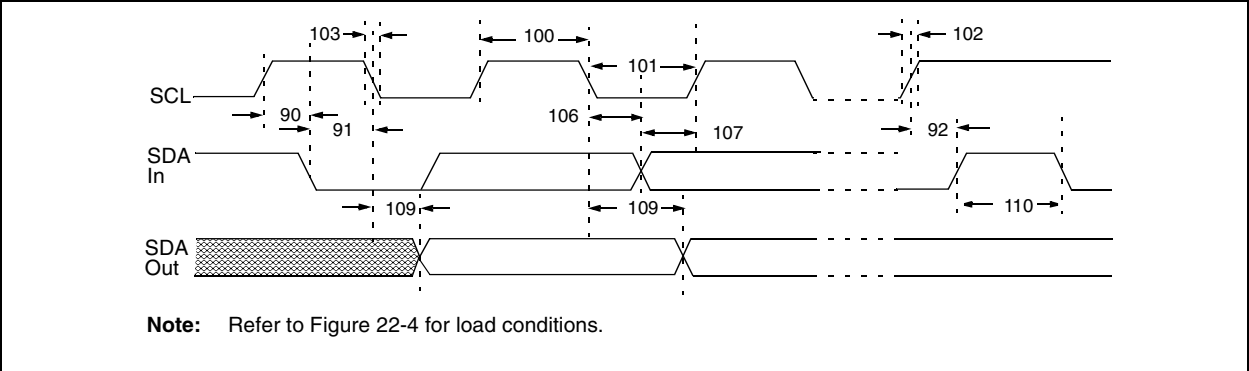 103
100
102
101
SCL
90
91
106
107
92
SDA
In
109
109
110
SDA
Out
Note: Refer to Figure 22-4 for load conditions.